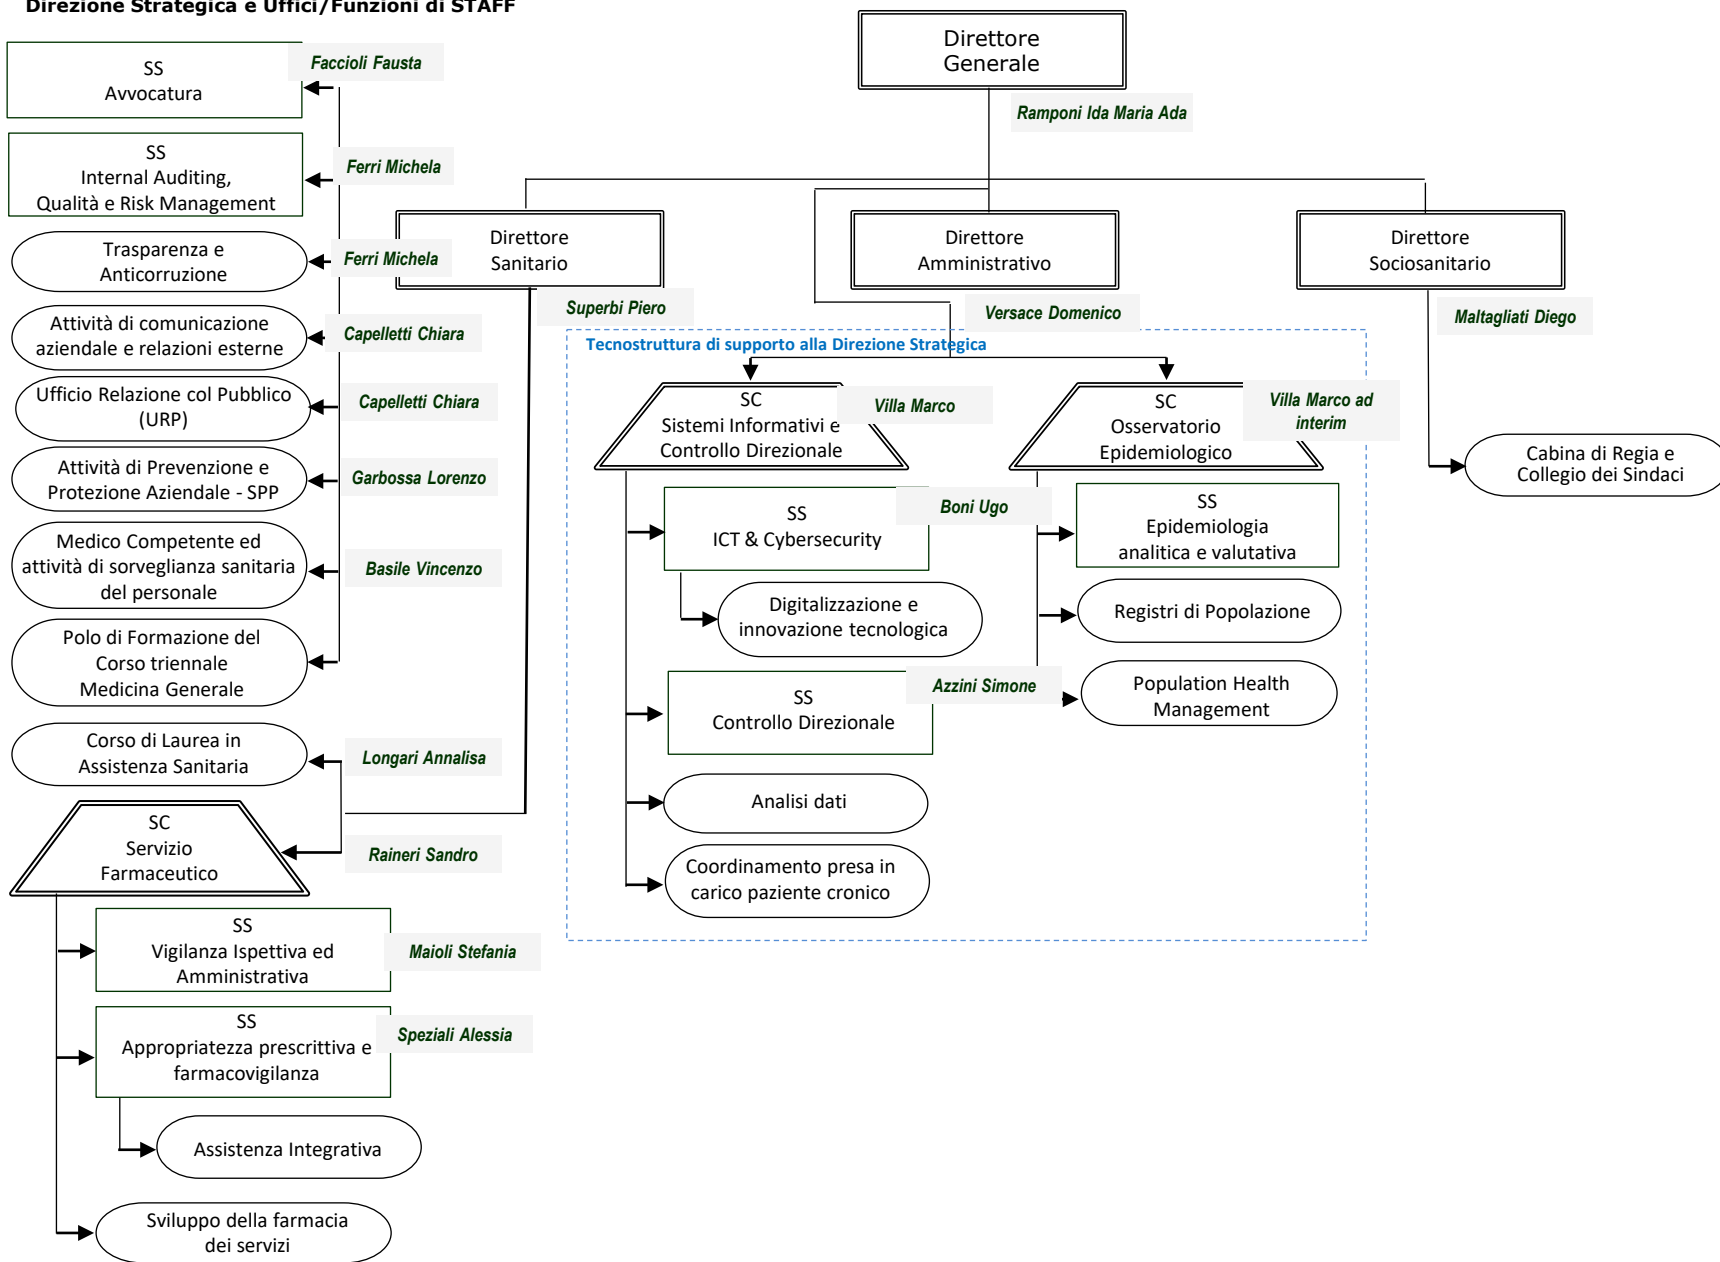 Direzione Strategica e Uffici/Funzioni di STAFF
Direttore
Generale
Ramponi Ida Maria Ada
SS
Avvocatura
Faccioli Fausta
SS
Internal Auditing,
Qualità e Risk Management
Ferri Michela
Trasparenza e
Anticorruzione
Ferri Michela
Attività di comunicazione
aziendale e relazioni esterne
Capelletti Chiara
Ufficio Relazione col Pubblico
(URP)
Capelletti Chiara
Attività di Prevenzione e
Protezione Aziendale - SPP
Garbossa Lorenzo
Medico Competente ed
attività di sorveglianza sanitaria
del personale
Basile Vincenzo
Polo di Formazione del
Corso triennale
Medicina Generale
Direttore
Sanitario
Superbi Piero
Corso di Laurea in
Assistenza Sanitaria
Longari Annalisa
SC
Servizio
Farmaceutico
Raineri Sandro
SS
Vigilanza Ispettiva ed
Amministrativa
Maioli Stefania
SS
Appropriatezza prescrittiva e
farmacovigilanza
Speziali Alessia
Assistenza Integrativa
Sviluppo della farmacia
dei servizi
Direttore
Amministrativo
Versace Domenico
Tecnostruttura di supporto alla Direzione Strategica
SC
Sistemi Informativi e
Controllo Direzionale
Villa Marco
SS
ICT & Cybersecurity
Boni Ugo
Digitalizzazione e
innovazione tecnologica
SS
Controllo Direzionale
Azzini Simone
Analisi dati
Coordinamento presa in
carico paziente cronico
SC
Osservatorio
Epidemiologico
Villa Marco ad
interim
SS
Epidemiologia
analitica e valutativa
Registri di Popolazione
Population Health
Management
Direttore
Sociosanitario
Maltagliati Diego
Cabina di Regia e
Collegio dei Sindaci